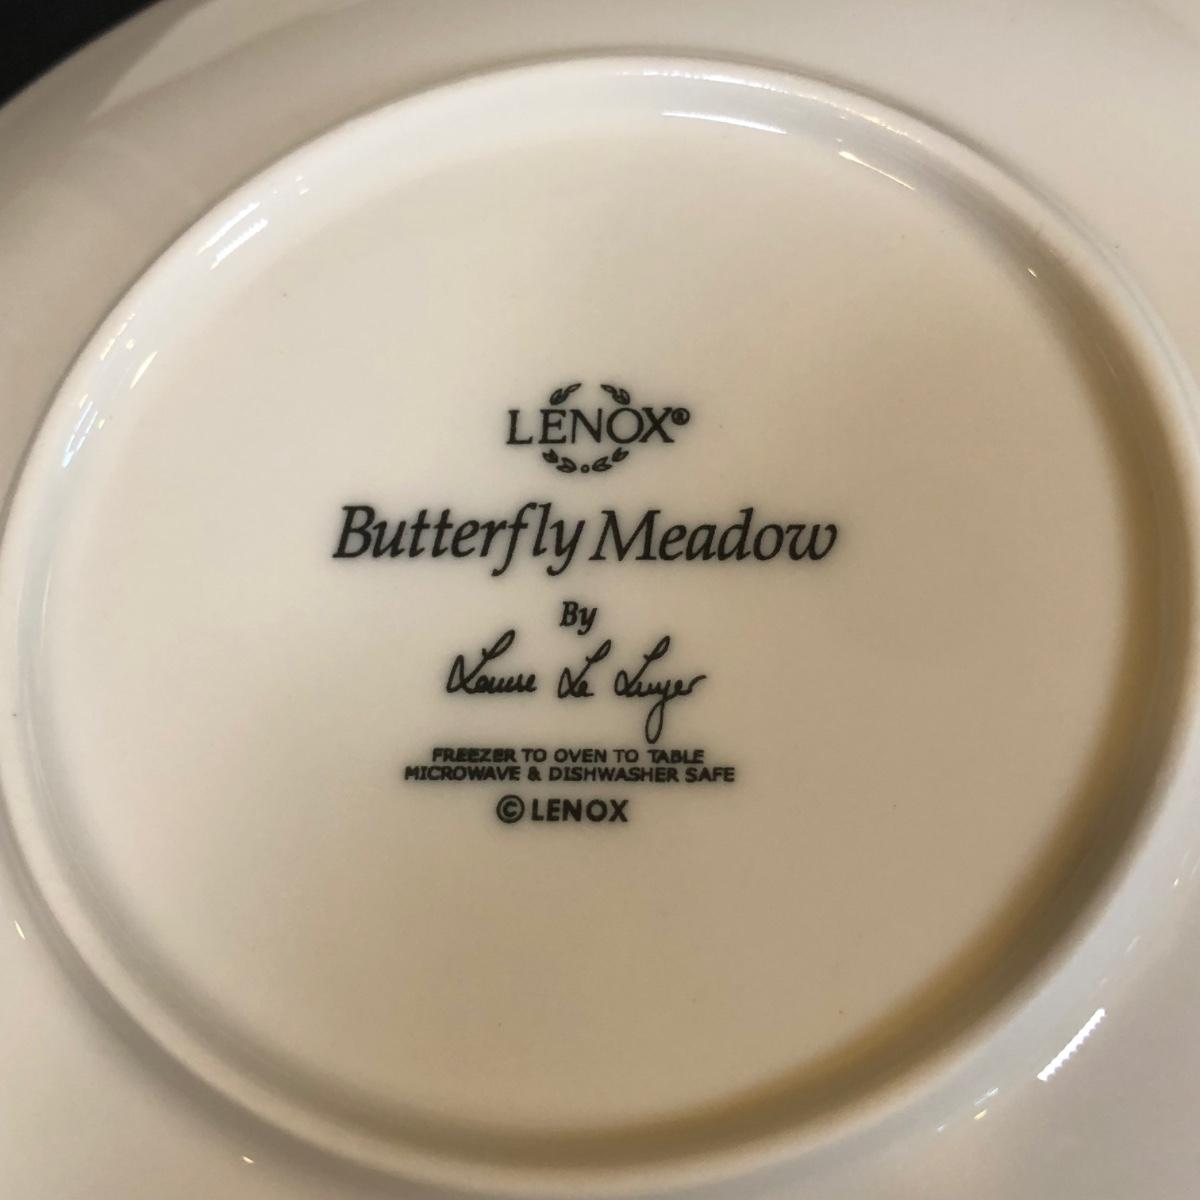 LENOX®
Butterfly Meadow
By
Louise Le Luyer
FREEZER TO OVEN TO TABLE
MICROWAVE & DISHWASHER SAFE
© LENOX